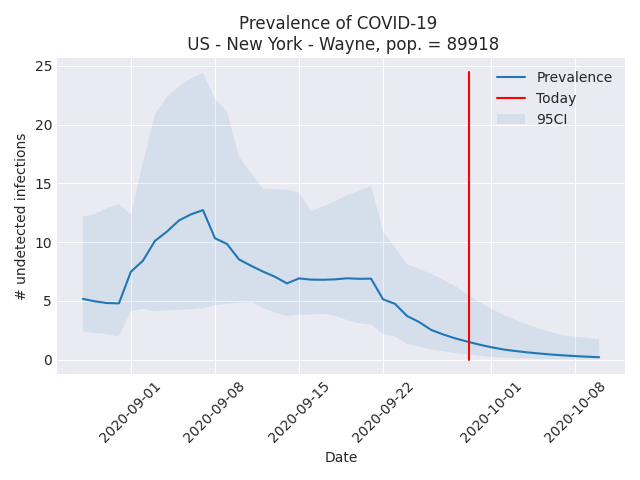 Prevalence of COVID-19
US - New York - Wayne, pop. = 89918
25
20
15
10
5
0
# undetected infections
Prevalence
Today
95CI
2020-09-01
2020-09-08
2020-09-15
2020-09-22
2020-10-01
2020-10-08
Date